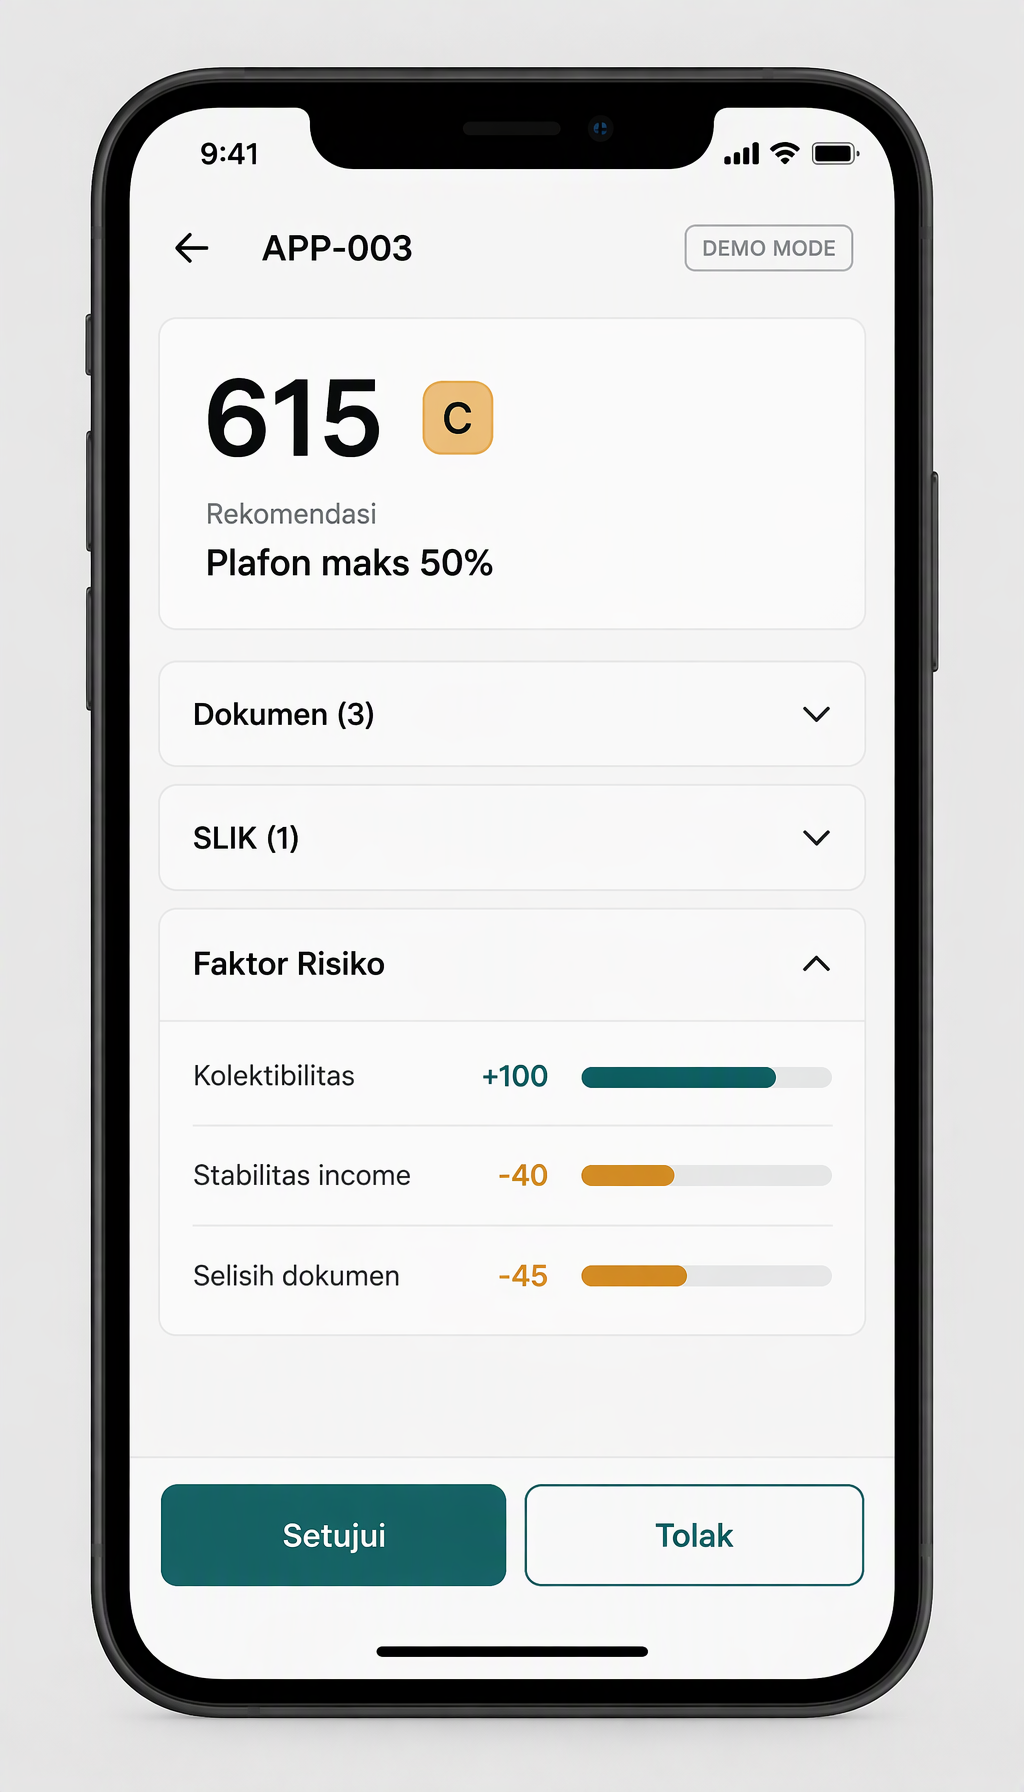 9:41
APP-003
DEMO MODE
615
C
Rekomendasi
Plafon maks 50%
Dokumen (3)
SLIK (1)
Faktor Risiko
Kolektibilitas +100
Stabilitas income -40
Selisih dokumen -45
Setujui
Tolak